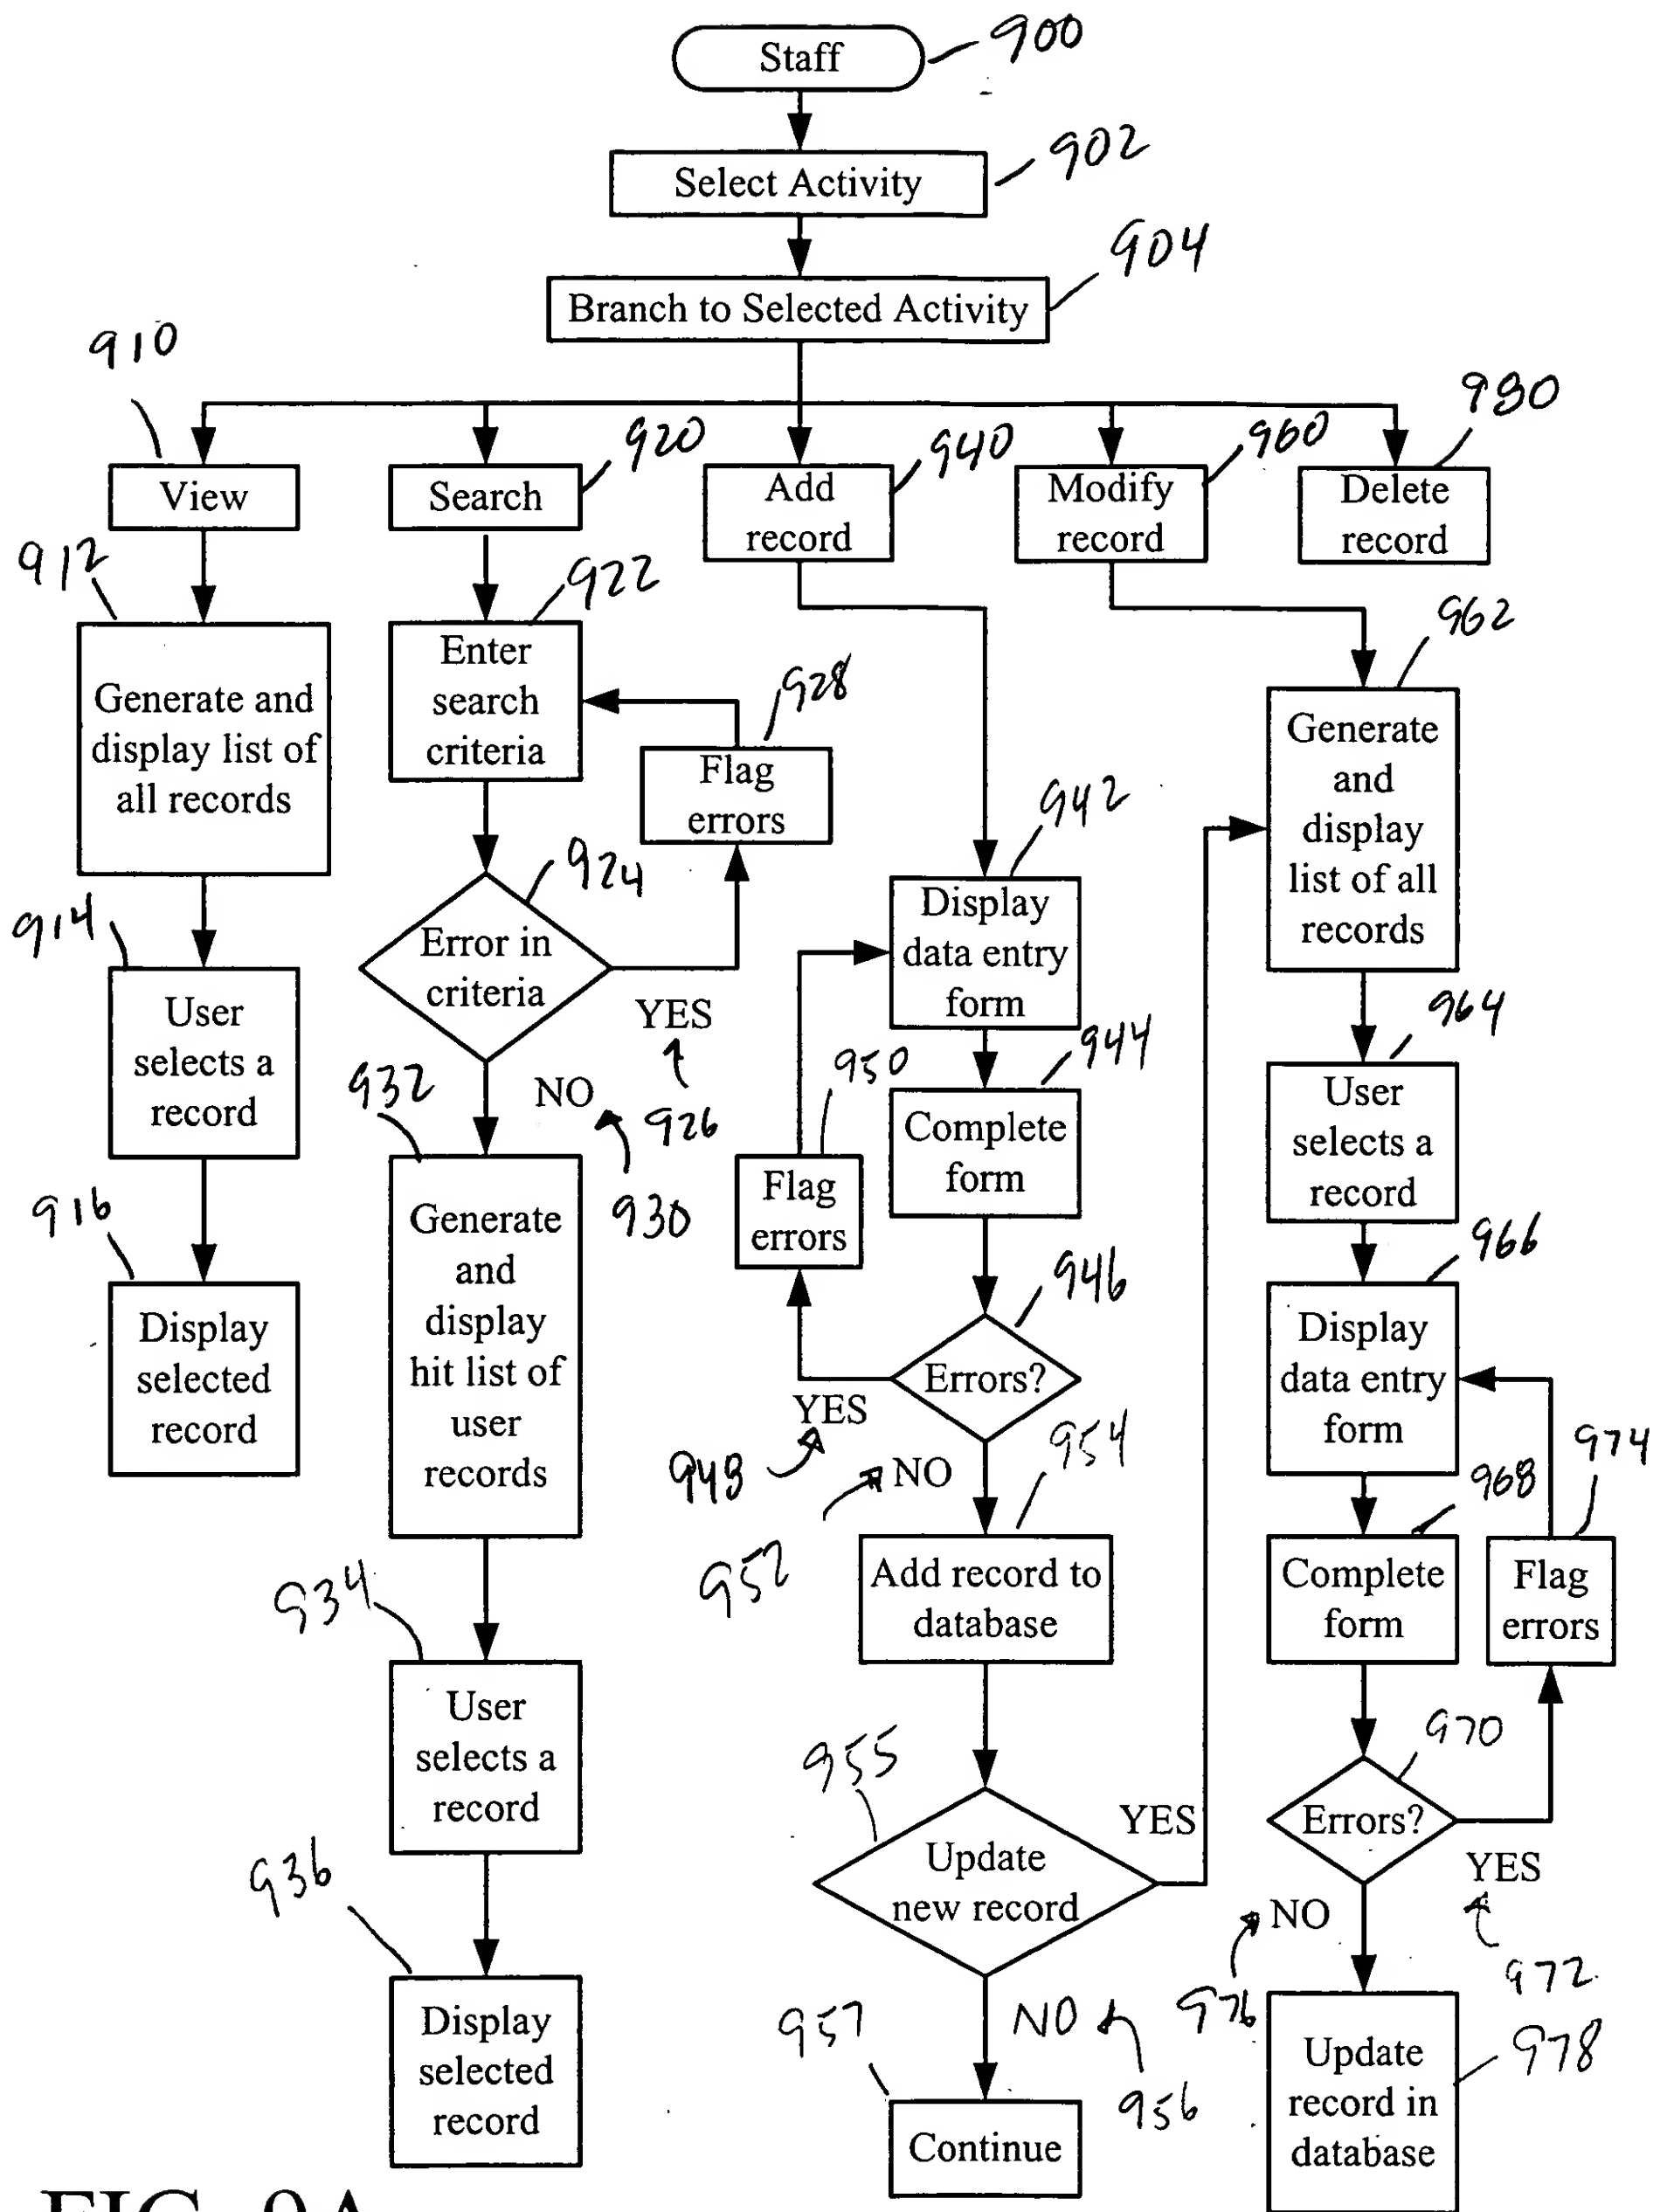 Staff
900
Select Activity
902
Branch to Selected Activity
904
910
View
920
Search
940
Add
record
960
Modify
record
980
Delete
record
912
Generate and
display list of
all records
914
User
selects a
record
916
Display
selected
record
922
Enter
search
criteria
928
Flag
errors
924
Error in
criteria
YES
926
NO
930
932
Generate
and
display
hit list of
user
records
934
User
selects a
record
936
Display
selected
record
942
Display
data entry
form
944
Complete
form
950
Flag
errors
946
Errors?
YES
948
NO
952
954
Add record to
database
955
Update
new record
YES
NO
956
957
Continue
962
Generate
and
display
list of all
records
964
User
selects a
record
966
Display
data entry
form
968
Complete
form
974
Flag
errors
970
Errors?
YES
972
NO
976
Update
record in
database
978
FIG. 9A